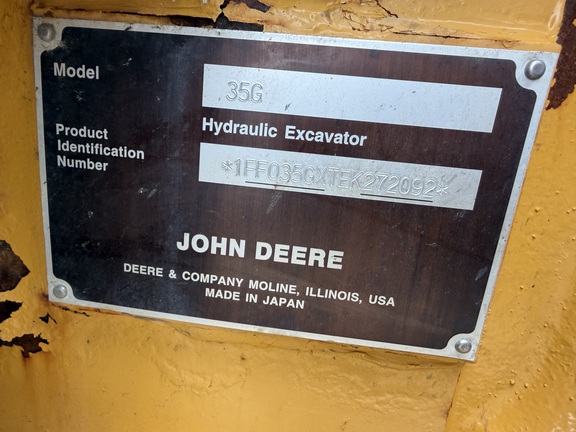 Model
35G
Hydraulic Excavator
Product
Identification
Number
*1FF035GXTEK272092*
JOHN DEERE
DEERE & COMPANY MOLINE, ILLINOIS, USA
MADE IN JAPAN